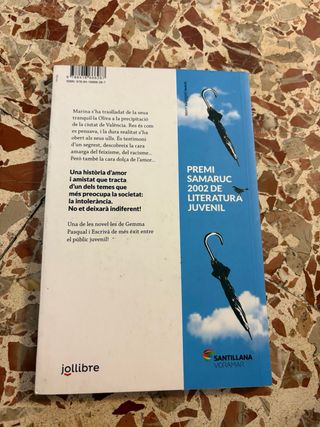 Marina s'ha traslladat de la seua
tranquil·la Oliva a la precipitació
de la ciutat de València. Res és com
es pensava, i la dura realitat s'ha
obert als seus ulls. És testimoni
d'un segrest, descobreix la cara
amarga del feixisme, del racisme...
Però també la cara dolça de l'amor...
Una història d'amor
i amistat que tracta
d'un dels temes que
més preocupa la societat:
la intolerància.
No et deixarà indiferent!
Una de les novel·les de Gemma
Pasqual i Escrivà de més èxit entre
el públic juvenil!
jollibre
PREMI
SAMARUC
2002 DE
LITERATURA
JUVENIL
SANTILLANA
VORAMAR